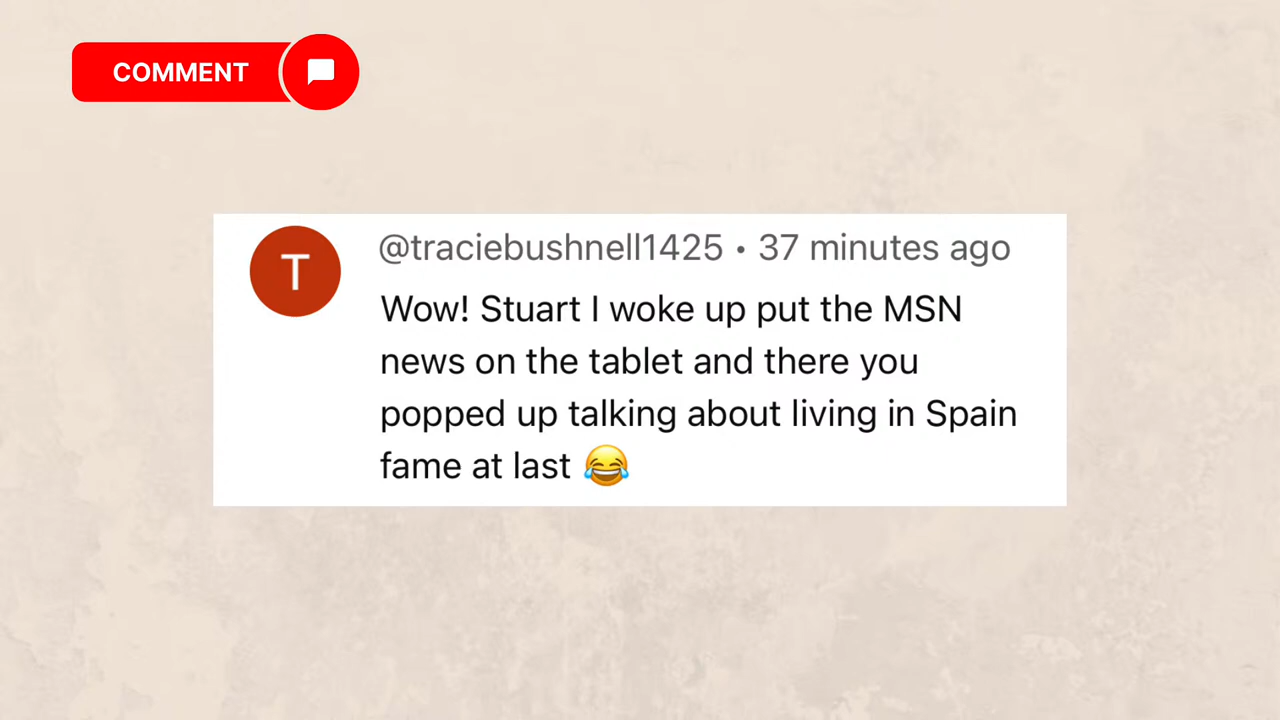 COMMENT
T
@traciebushnell1425 • 37 minutes ago
Wow! Stuart I woke up put the MSN
news on the tablet and there you
popped up talking about living in Spain
fame at last 😂